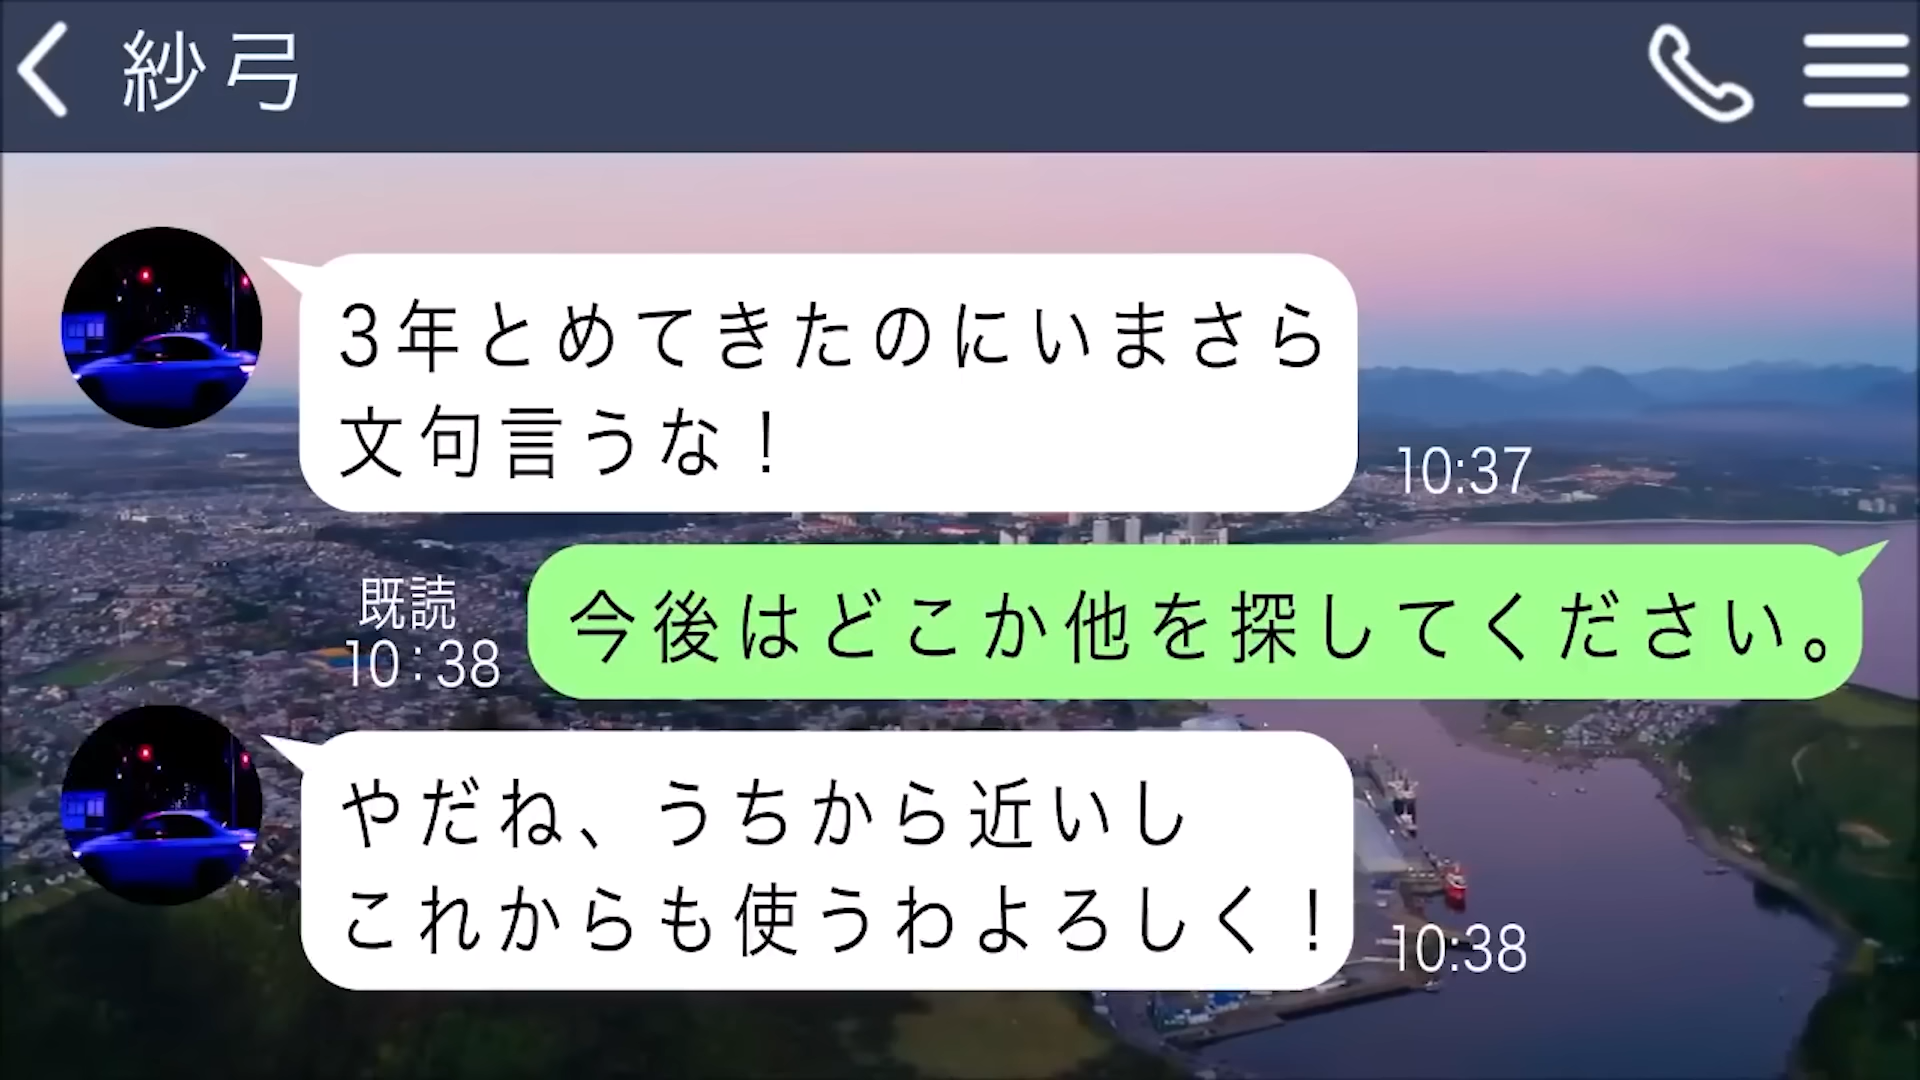 紗弓
3年とめてきたのにいまさら
文句言うな！
10:37
既読
10:38
今後はどこか他を探してください。
やだね、うちから近いし
これからも使うわよろしく！
10:38